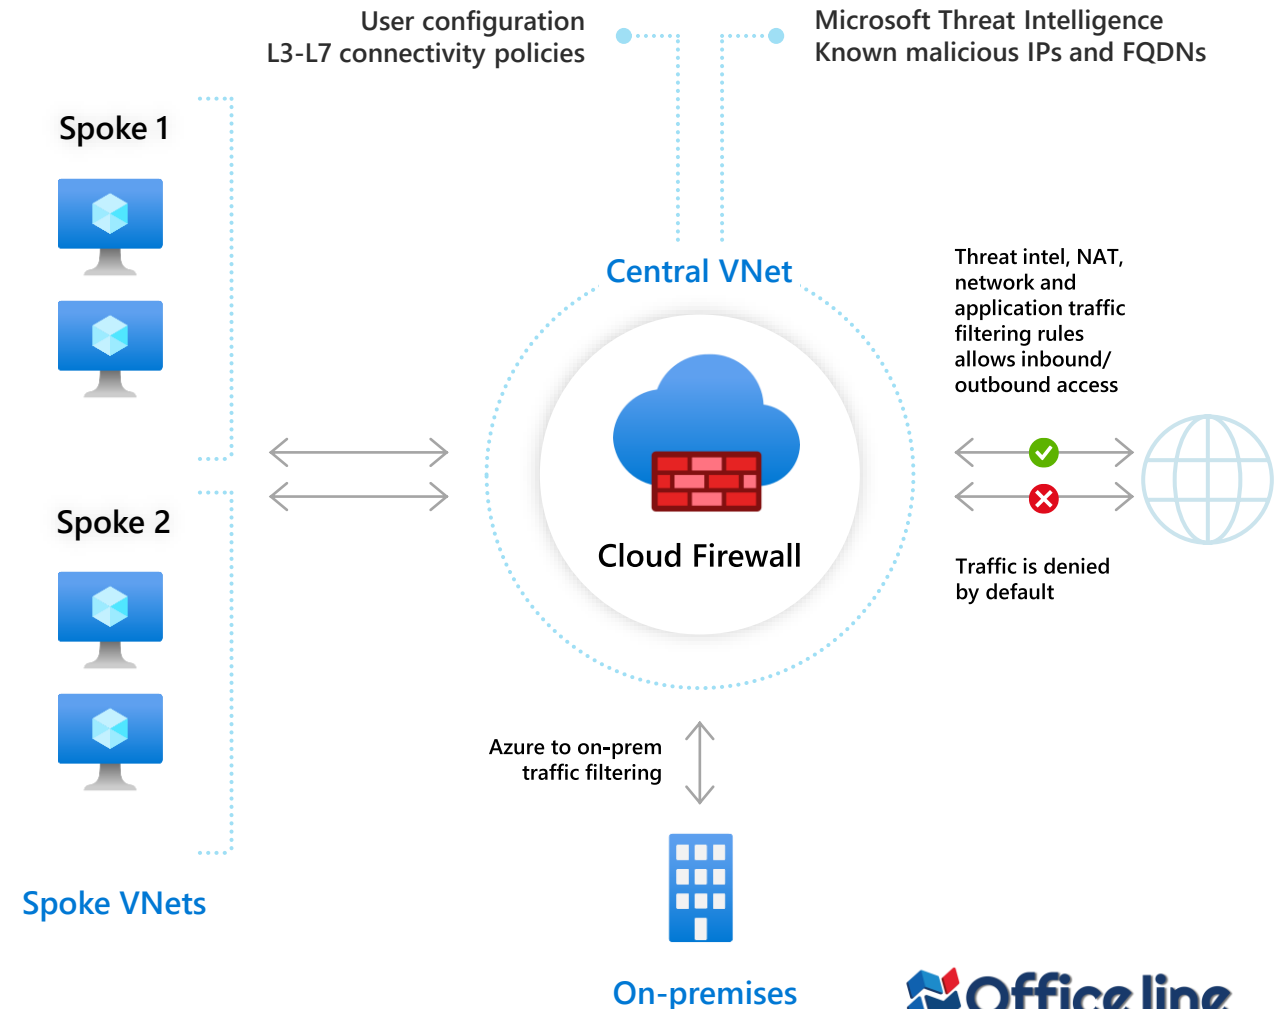 User configuration
L3-L7 connectivity policies
Microsoft Threat Intelligence
Known malicious IPs and FQDNs
Spoke 1
Central VNet
Threat intel, NAT,
network and
application traffic
filtering rules
allows inbound/
outbound access
Spoke 2
Cloud Firewall
Traffic is denied
by default
Azure to on-prem
traffic filtering
Spoke VNets
On-premises
Office line